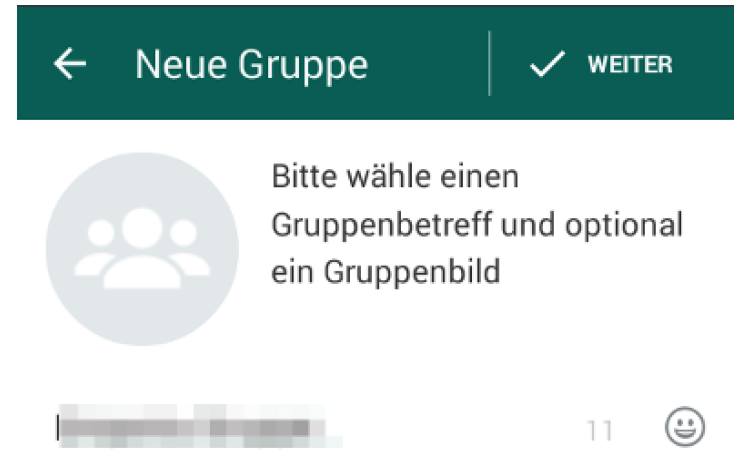 Neue Gruppe
WEITER
Bitte wähle einen
Gruppenbetreff und optional
ein Gruppenbild
11